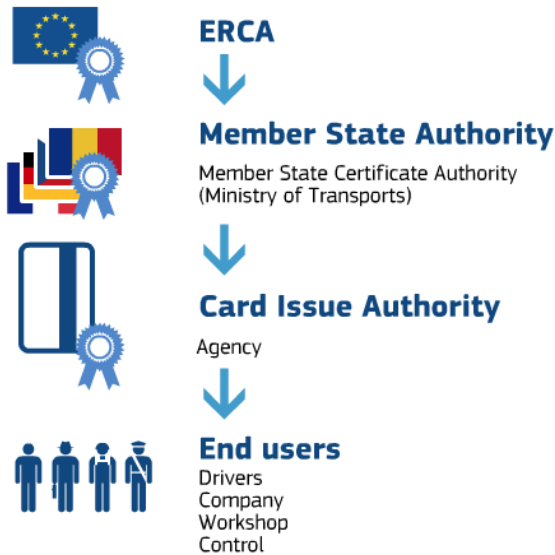 ERCA
Member State Authority
Member State Certificate Authority
(Ministry of Transports)
Card Issue Authority
Agency
End users
Drivers
Company
Workshop
Control